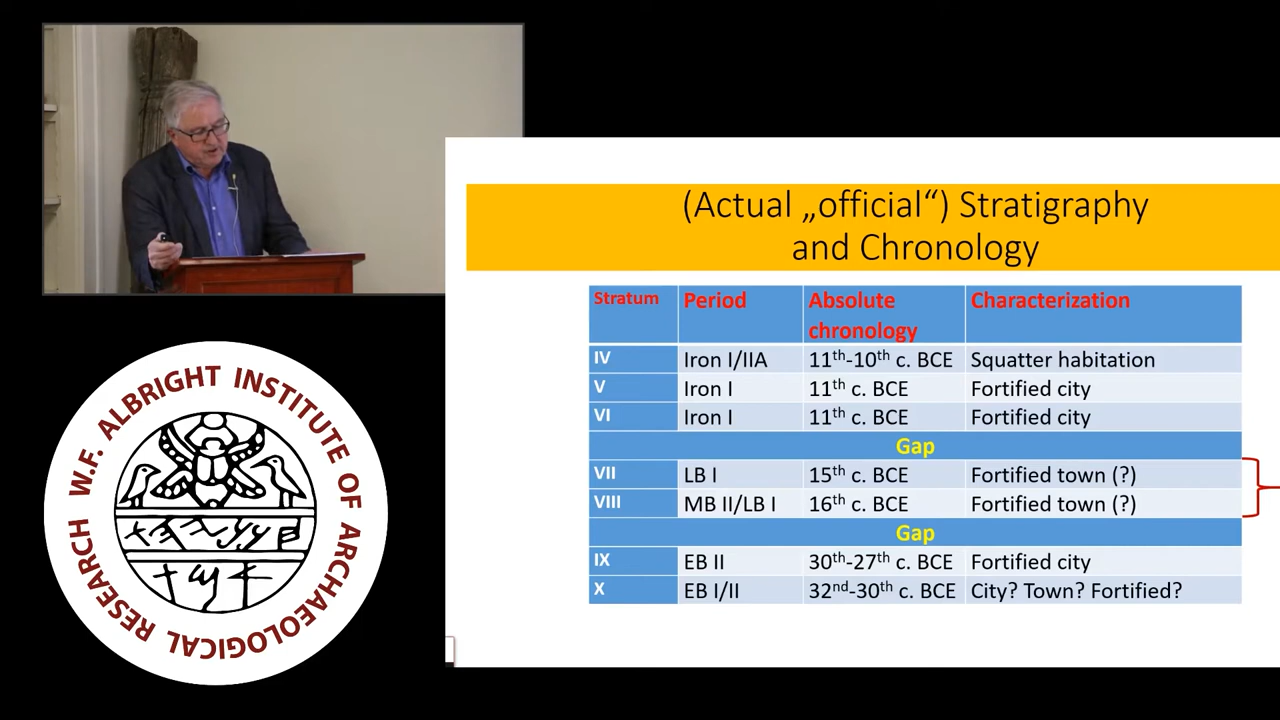 (Actual „official“) Stratigraphy
and Chronology
Stratum Period Absolute chronology Characterization
IV Iron I/IIA 11th-10th c. BCE Squatter habitation
V Iron I 11th c. BCE Fortified city
VI Iron I 11th c. BCE Fortified city
Gap
VII LB I 15th c. BCE Fortified town (?)
VIII MB II/LB I 16th c. BCE Fortified town (?)
Gap
IX EB II 30th-27th c. BCE Fortified city
X EB I/II 32nd-30th c. BCE City? Town? Fortified?
W.F. ALBRIGHT INSTITUTE OF ARCHAEOLOGICAL RESEARCH